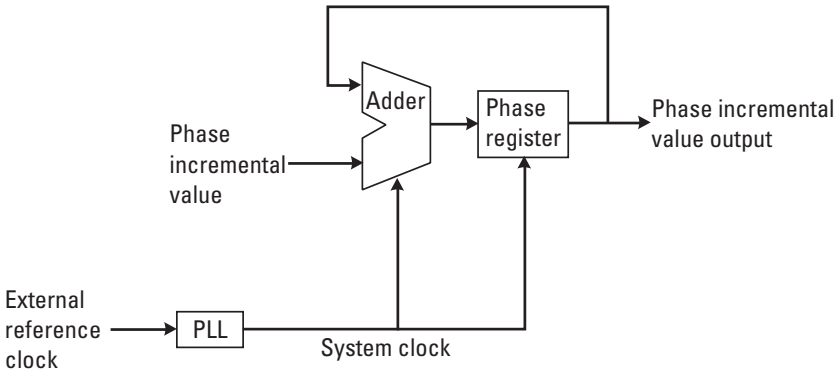 Adder
Phase
register
Phase incremental
value output
Phase
incremental
value
External
reference
clock
PLL
System clock